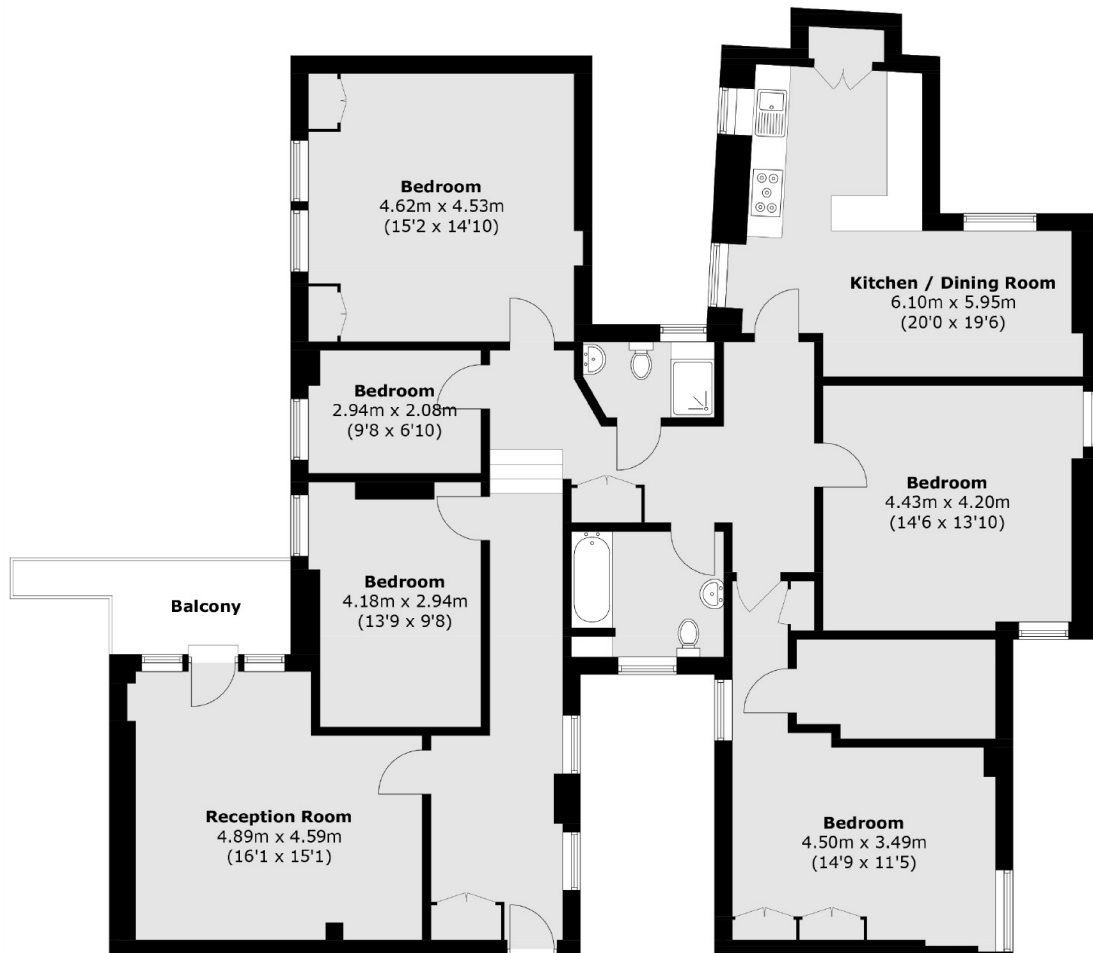 Bedroom
4.62m x 4.53m
(15'2 x 14'10)
Kitchen / Dining Room
6.10m x 5.95m
(20'0 x 19'6)
Bedroom
2.94m x 2.08m
(9'8 x 6'10)
Bedroom
4.43m x 4.20m
(14'6 x 13'10)
Bedroom
4.18m x 2.94m
(13'9 x 9'8)
Balcony
Reception Room
4.89m x 4.59m
(16'1 x 15'1)
Bedroom
4.50m x 3.49m
(14'9 x 11'5)